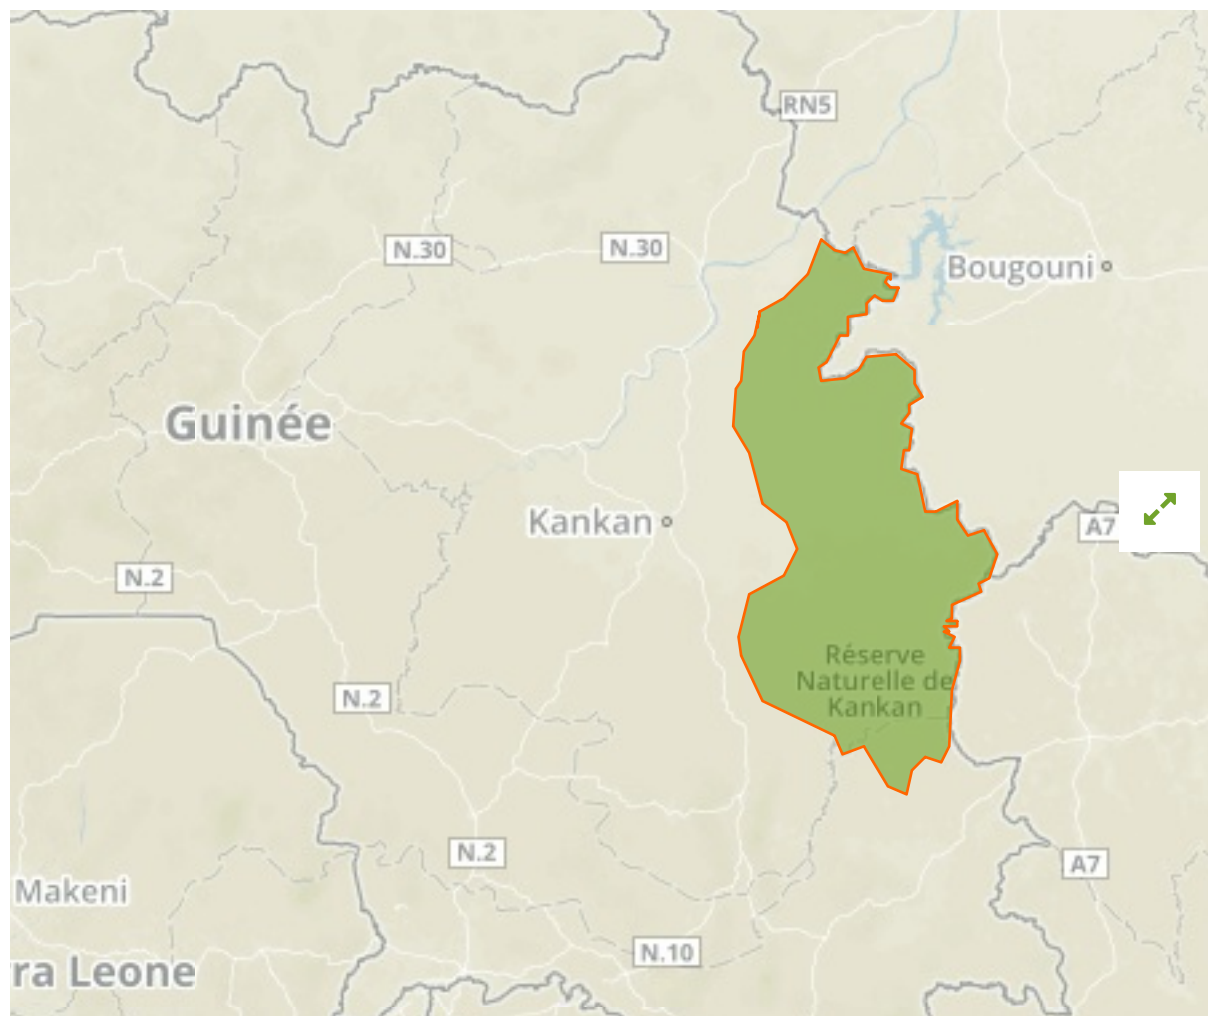 RN5
N.30
N.30
Bougouni
Guinée
Kankan
A7
N.2
Réserve
Naturelle de
Kankan
N.2
N.2
A7
Makeni
N.10
ra Leone